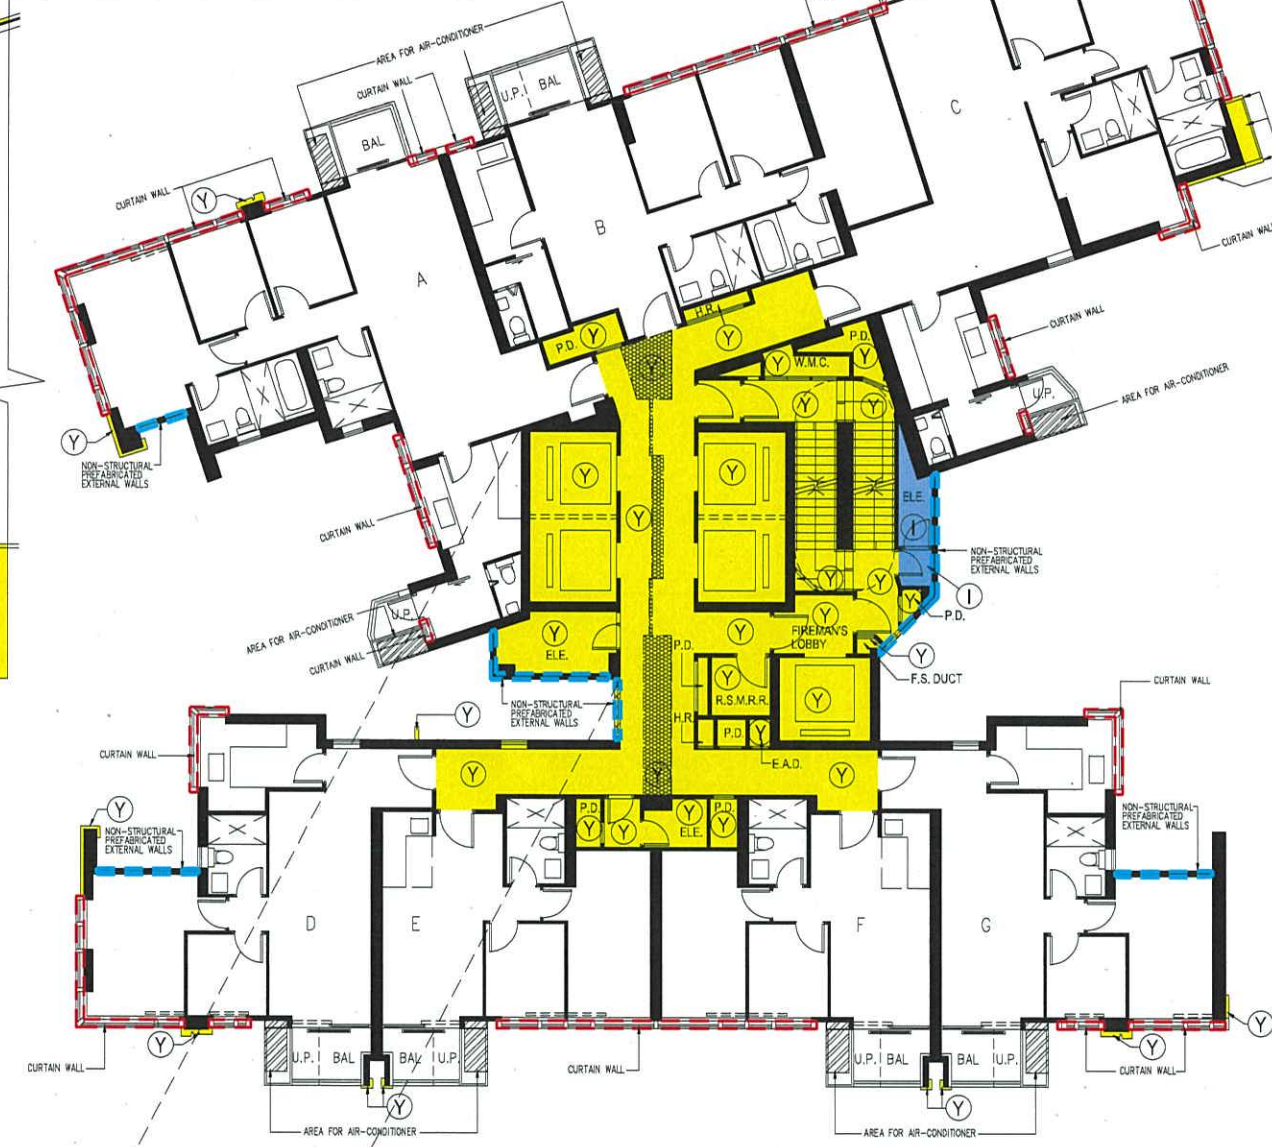 AREA FOR AIR-CONDITIONER
CURTAIN WALL
U.P.
BAL
BAL
C
CURTAIN WALL
Y
B
A
CURTAIN WALL
H.R.
Y
P.D.
Y
Y
P.D.
Y
Y
W.M.C.
CURTAIN WALL
U.P.
AREA FOR AIR-CONDITIONER
Y
Y
Y
NON-STRUCTURAL
PREFABRICATED
EXTERNAL WALLS
Y
Y
Y
ELE.
I
CURTAIN WALL
NON-STRUCTURAL
PREFABRICATED
EXTERNAL WALLS
I
Y
Y
Y
P.D.
U.P.
AREA FOR AIR-CONDITIONER
CURTAIN WALL
Y
ELE.
Y
Y
FIREMAN'S
LOBBY
Y
F.S. DUCT
P.D.
Y
R.S.M.R.R.
Y
NON-STRUCTURAL
PREFABRICATED
EXTERNAL WALLS
Y
H.R.
P.D.
Y
E.A.D.
CURTAIN WALL
CURTAIN WALL
Y
Y
Y
Y
NON-STRUCTURAL
PREFABRICATED
EXTERNAL WALLS
P.D.
Y
Y
Y
ELE.
P.D.
Y
NON-STRUCTURAL
PREFABRICATED
EXTERNAL WALLS
D
E
F
G
Y
Y
Y
CURTAIN WALL
U.P.
BAL
BAL
U.P.
CURTAIN WALL
U.P.
BAL
BAL
U.P.
CURTAIN WALL
Y
Y
AREA FOR AIR-CONDITIONER
AREA FOR AIR-CONDITIONER